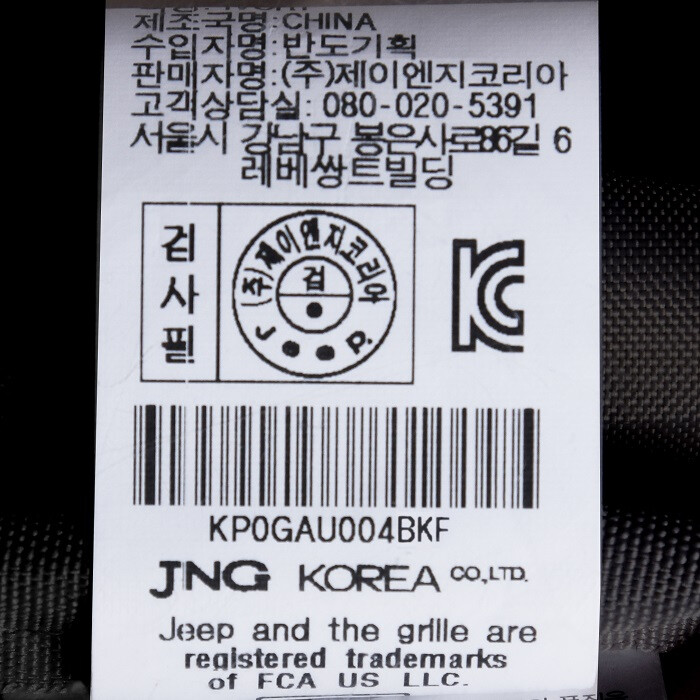 제조국명:CHINA
수입자명:반도기획
판매자명:(주)제이엔지코리아
고객상담실: 080-020-5391
서울시 강남구 봉은사로86길 6
레베쌍트빌딩
검사필
(주)제이엔지코리아
검
J P.
KC
KP0GAU004BKF
JNG KOREA CO.,LTD.
Jeep and the grille are
registered trademarks
of FCA US LLC.